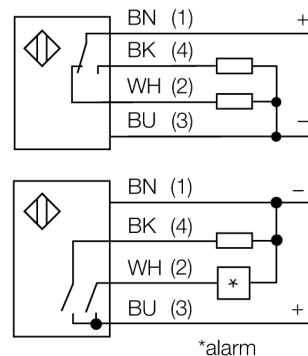 BN (1) +
BK (4)
WH (2)
BU (3) −
BN (1) −
BK (4)
WH (2)
*
BU (3) +
*alarm